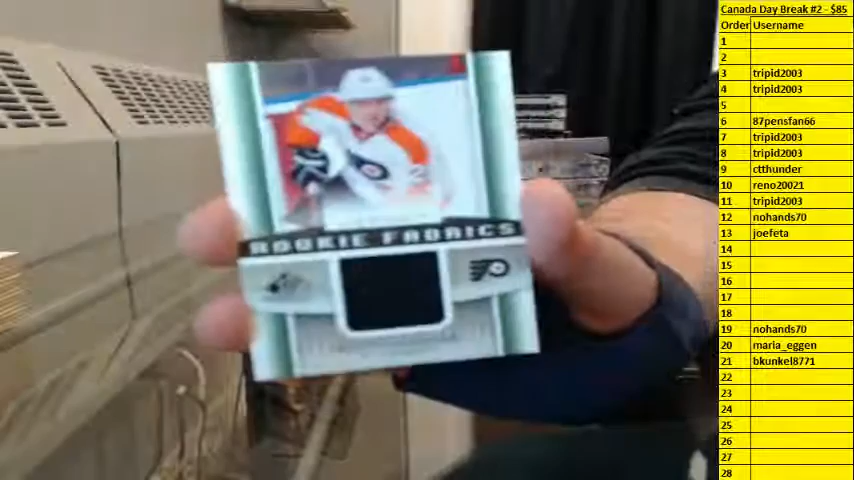 ROOKIE FABRICS
Canada Day Break #2 - $85
Order Username
1
2
3 tripid2003
4 tripid2003
5
6 87pensfan66
7 tripid2003
8 tripid2003
9 ctthunder
10 reno20021
11 tripid2003
12 nohands70
13 joefeta
14
15
16
17
18
19 nohands70
20 maria_eggen
21 bkunkel8771
22
23
24
25
26
27
28